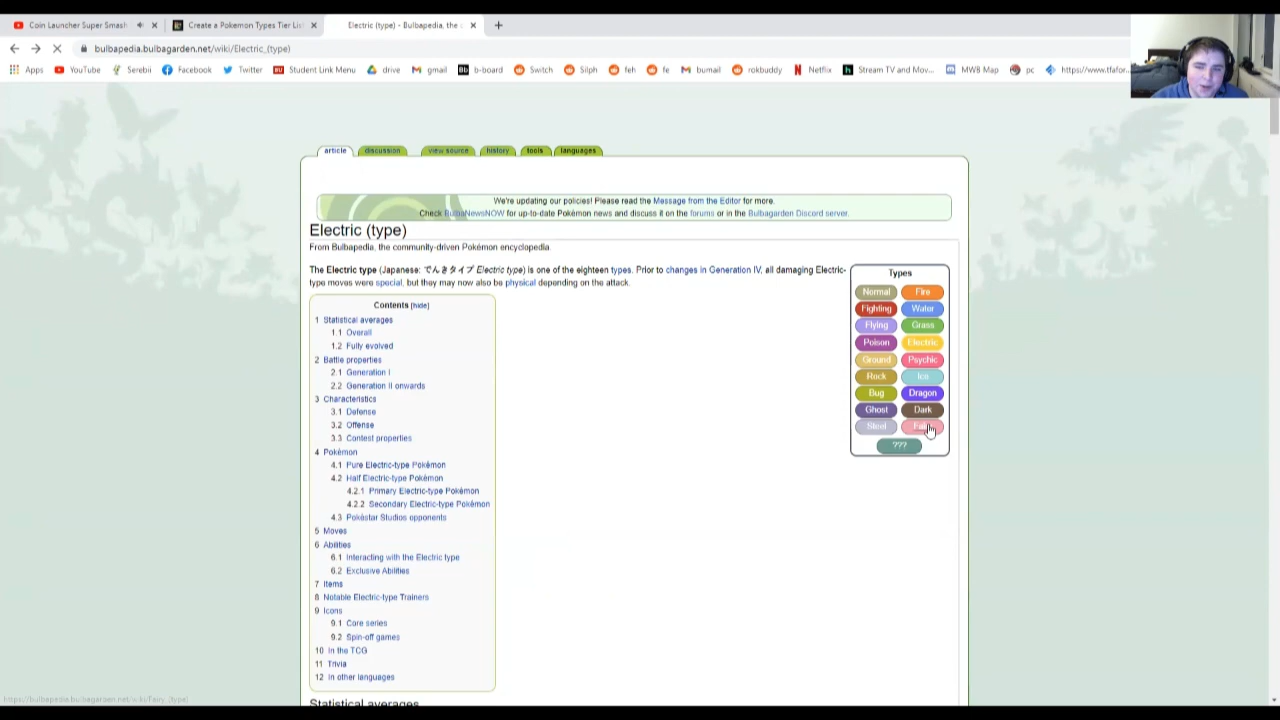 Coin Launcher Super Smash
Create a Pokemon Types Tier Lis
Electric (type) - Bulbapedia, the
bulbapedia.bulbagarden.net/wiki/Electric_(type)
Apps YouTube Serebii Facebook Twitter Student Link Menu drive gmail b-board Switch Silph feh fe bumail rokbuddy Netflix Stream TV and Mov... MWB Map pc https://www.tfafor...
article discussion view source history tools languages
We're updating our policies! Please read the Message from the Editor for more.
Check BulbaNewsNOW for up-to-date Pokémon news and discuss it on the forums or in the Bulbagarden Discord server.
Electric (type)
From Bulbapedia, the community-driven Pokémon encyclopedia.
The Electric type (Japanese: でんきタイプ Electric type) is one of the eighteen types. Prior to changes in Generation IV, all damaging Electric-
type moves were special, but they may now also be physical depending on the attack.
Contents [hide]
1 Statistical averages
1.1 Overall
1.2 Fully evolved
2 Battle properties
2.1 Generation I
2.2 Generation II onwards
3 Characteristics
3.1 Defense
3.2 Offense
3.3 Contest properties
4 Pokémon
4.1 Pure Electric-type Pokémon
4.2 Half Electric-type Pokémon
4.2.1 Primary Electric-type Pokémon
4.2.2 Secondary Electric-type Pokémon
4.3 Pokéstar Studios opponents
5 Moves
6 Abilities
6.1 Interacting with the Electric type
6.2 Exclusive Abilities
7 Items
8 Notable Electric-type Trainers
9 Icons
9.1 Core series
9.2 Spin-off games
10 In the TCG
11 Trivia
12 In other languages
Statistical averages
Types
Normal Fire
Fighting Water
Flying Grass
Poison Electric
Ground Psychic
Rock Ice
Bug Dragon
Ghost Dark
Steel Fairy
???
https://bulbapedia.bulbagarden.net/wiki/Fairy_(type)